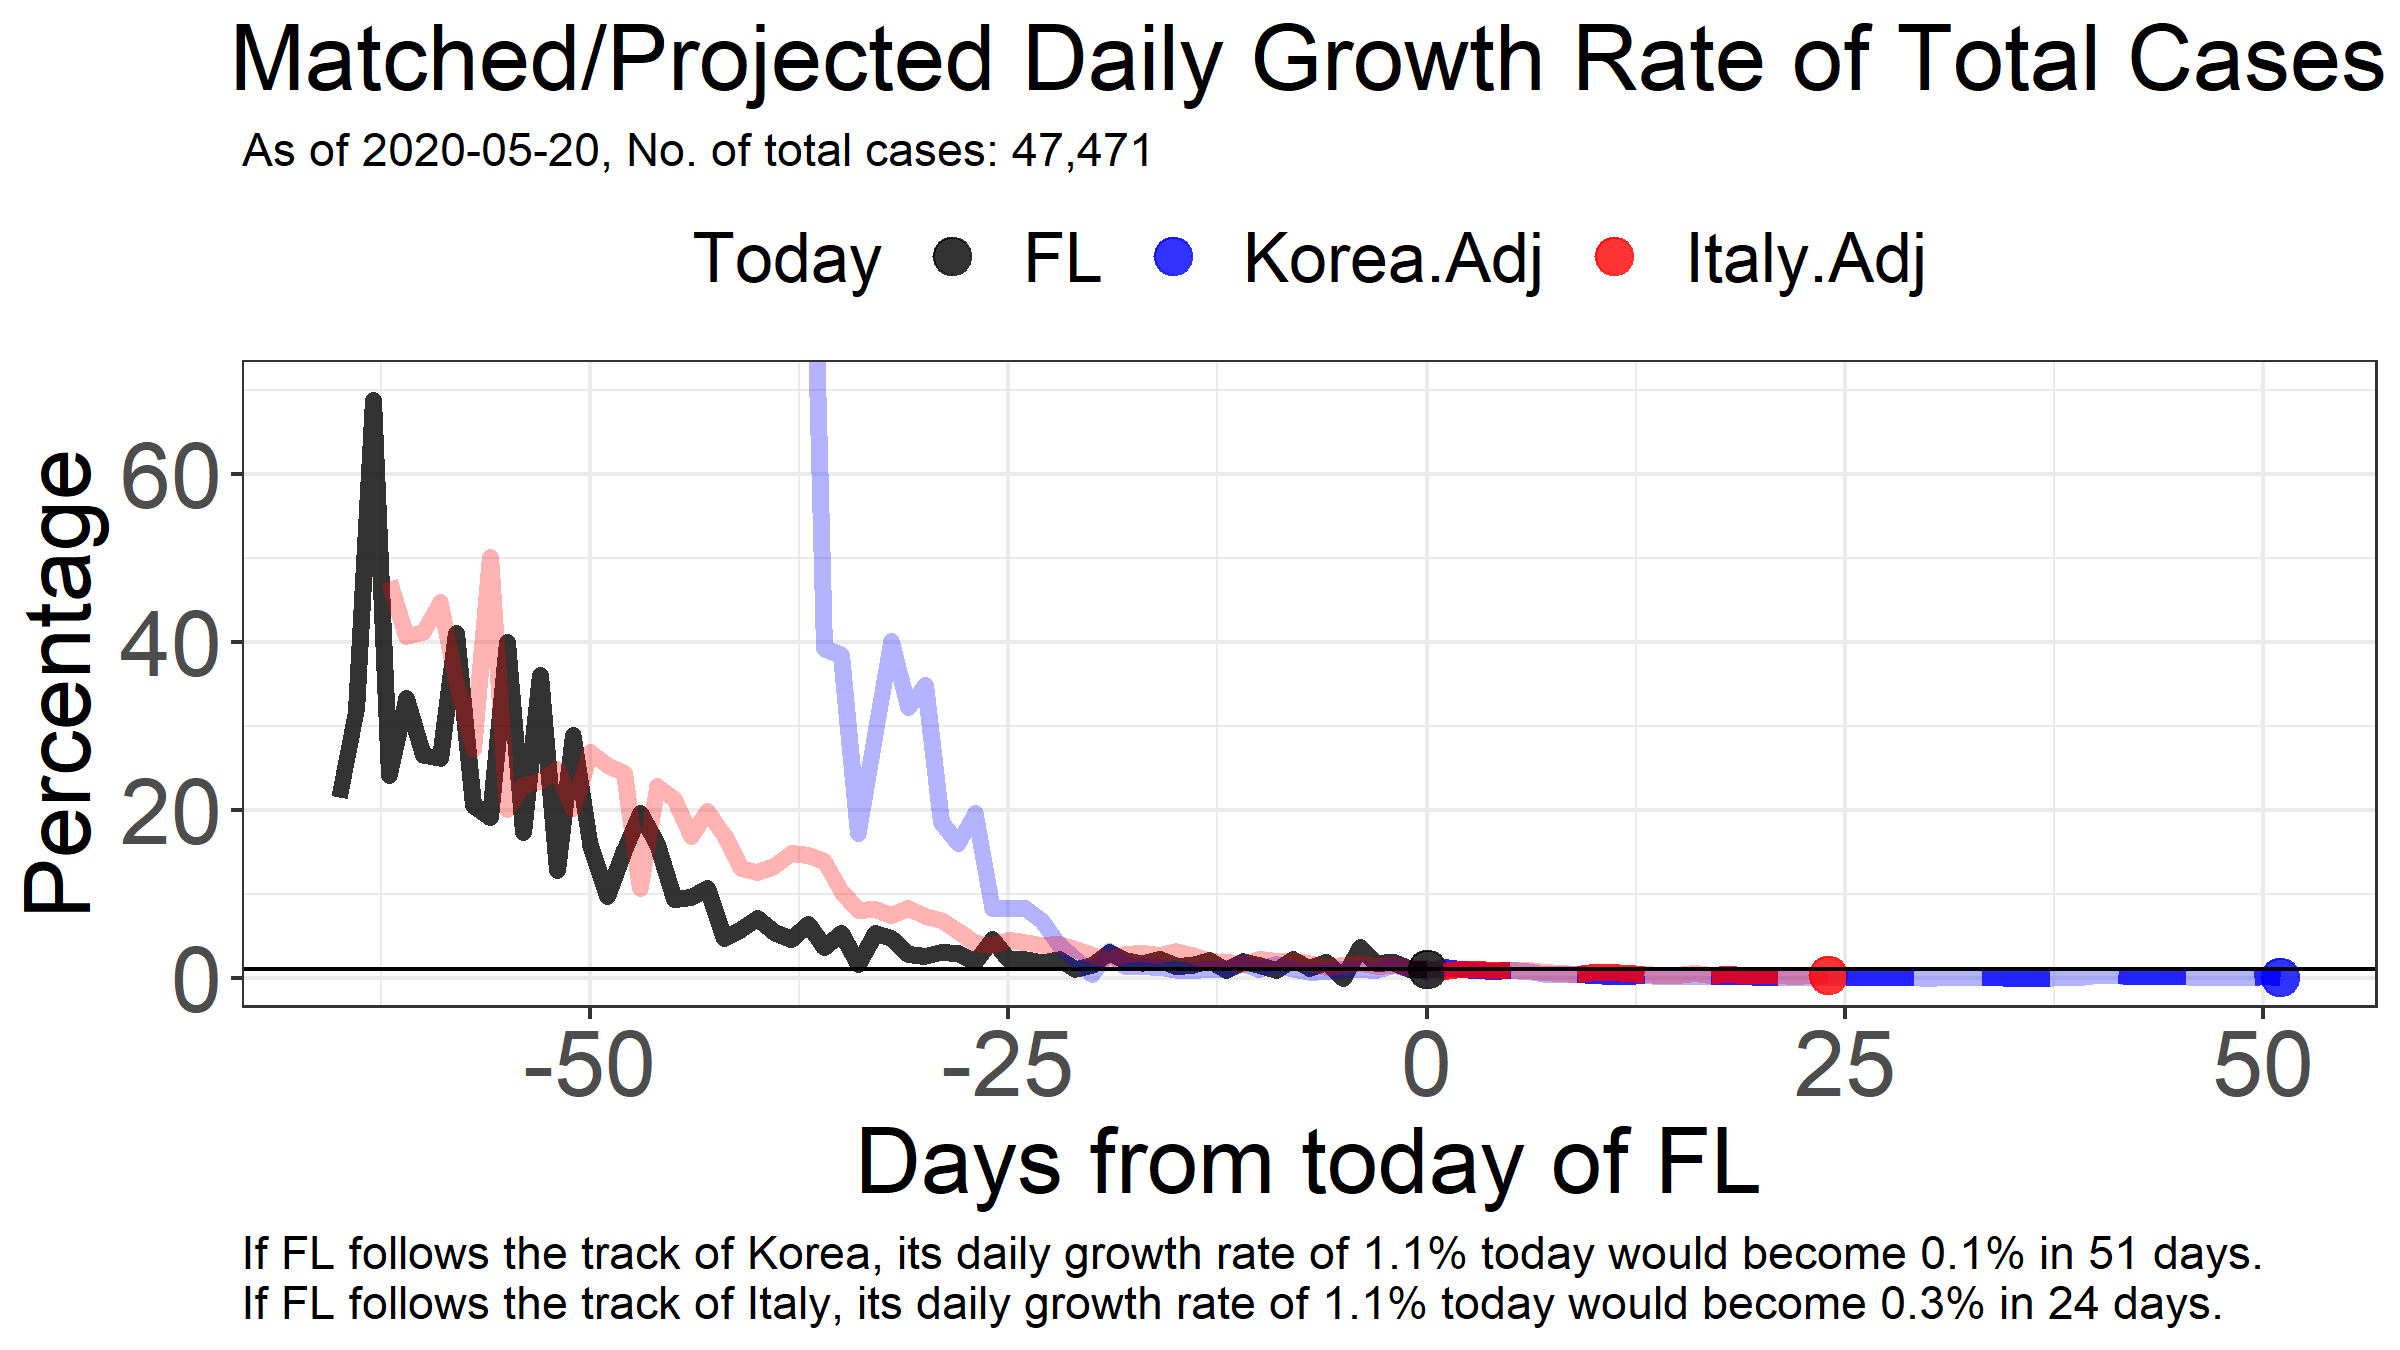 Matched/Projected Daily Growth Rate of Total Cases
As of 2020-05-20, No. of total cases: 47,471
Today FL Korea.Adj Italy.Adj
Percentage
60
40
20
0
-50 -25 0 25 50
Days from today of FL
If FL follows the track of Korea, its daily growth rate of 1.1% today would become 0.1% in 51 days.
If FL follows the track of Italy, its daily growth rate of 1.1% today would become 0.3% in 24 days.